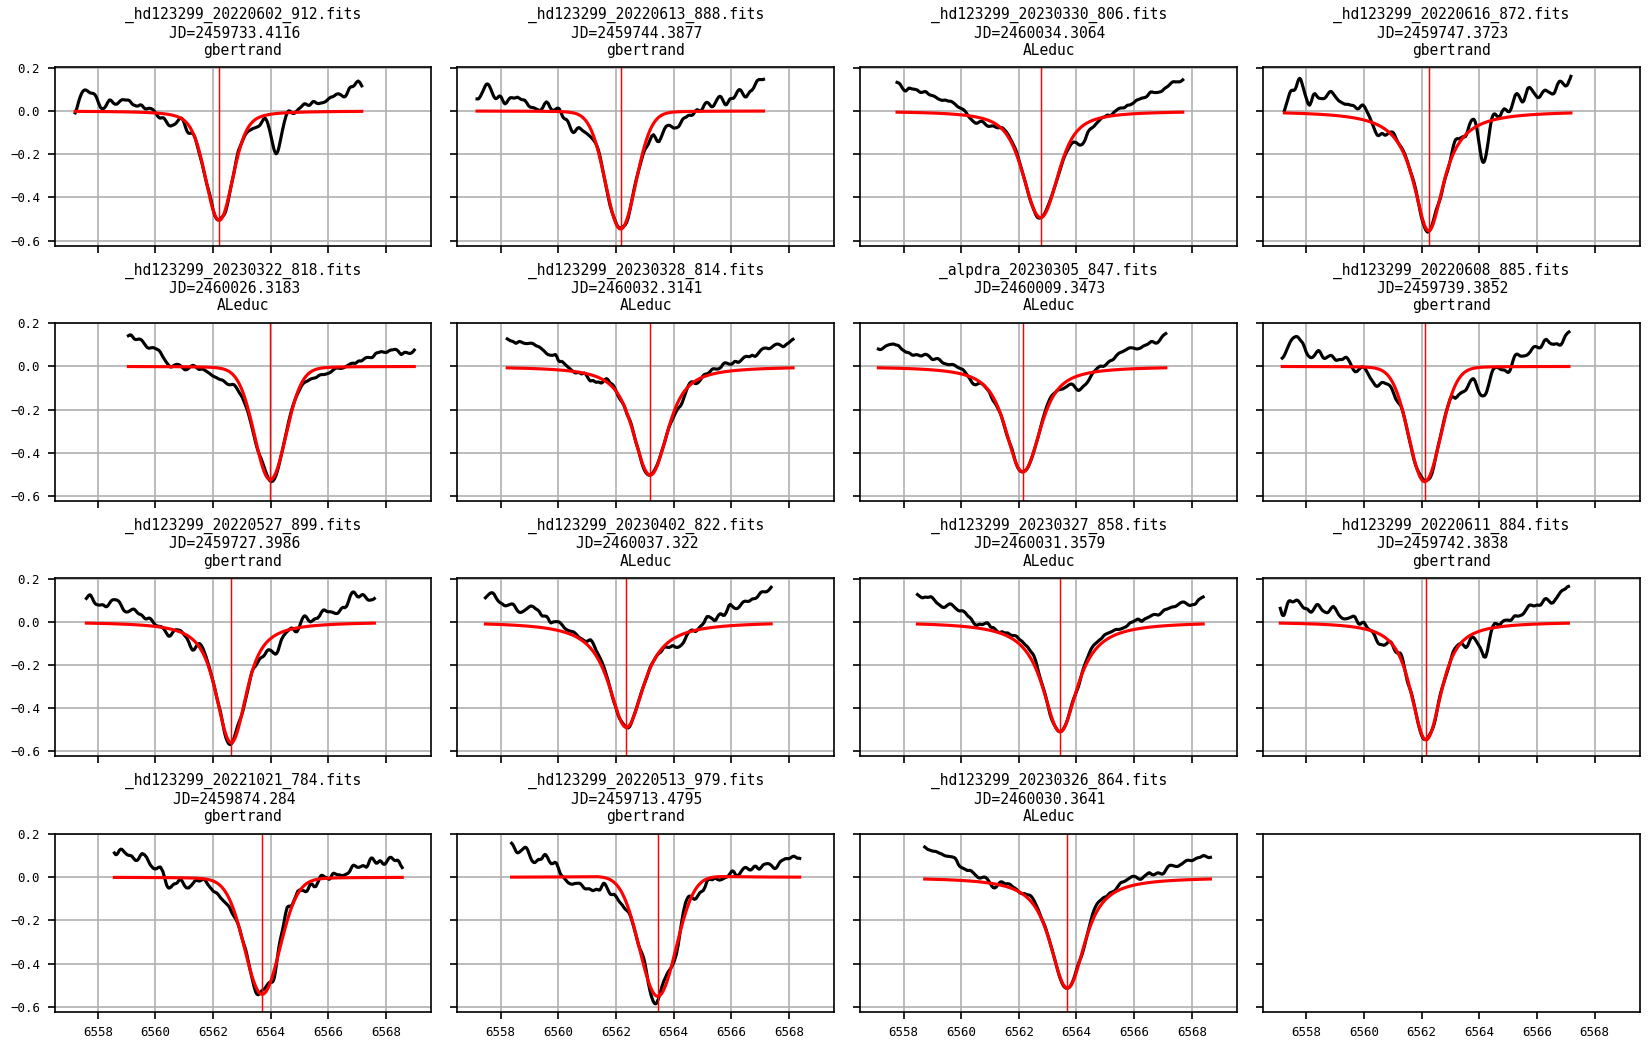 _hd123299_20220602_912.fits
JD=2459733.4116
gbertrand
_hd123299_20220613_888.fits
JD=2459744.3877
gbertrand
_hd123299_20230330_806.fits
JD=2460034.3064
ALeduc
_hd123299_20220616_872.fits
JD=2459747.3723
gbertrand
0.2
0.0
−0.2
−0.4
−0.6
_hd123299_20230322_818.fits
JD=2460026.3183
ALeduc
_hd123299_20230328_814.fits
JD=2460032.3141
ALeduc
_alpdra_20230305_847.fits
JD=2460009.3473
ALeduc
_hd123299_20220608_885.fits
JD=2459739.3852
gbertrand
0.2
0.0
−0.2
−0.4
−0.6
_hd123299_20220527_899.fits
JD=2459727.3986
gbertrand
_hd123299_20230402_822.fits
JD=2460037.322
ALeduc
_hd123299_20230327_858.fits
JD=2460031.3579
ALeduc
_hd123299_20220611_884.fits
JD=2459742.3838
gbertrand
0.2
0.0
−0.2
−0.4
−0.6
_hd123299_20221021_784.fits
JD=2459874.284
gbertrand
_hd123299_20220513_979.fits
JD=2459713.4795
gbertrand
_hd123299_20230326_864.fits
JD=2460030.3641
ALeduc
0.2
0.0
−0.2
−0.4
−0.6
6558 6560 6562 6564 6566 6568
6558 6560 6562 6564 6566 6568
6558 6560 6562 6564 6566 6568
6558 6560 6562 6564 6566 6568